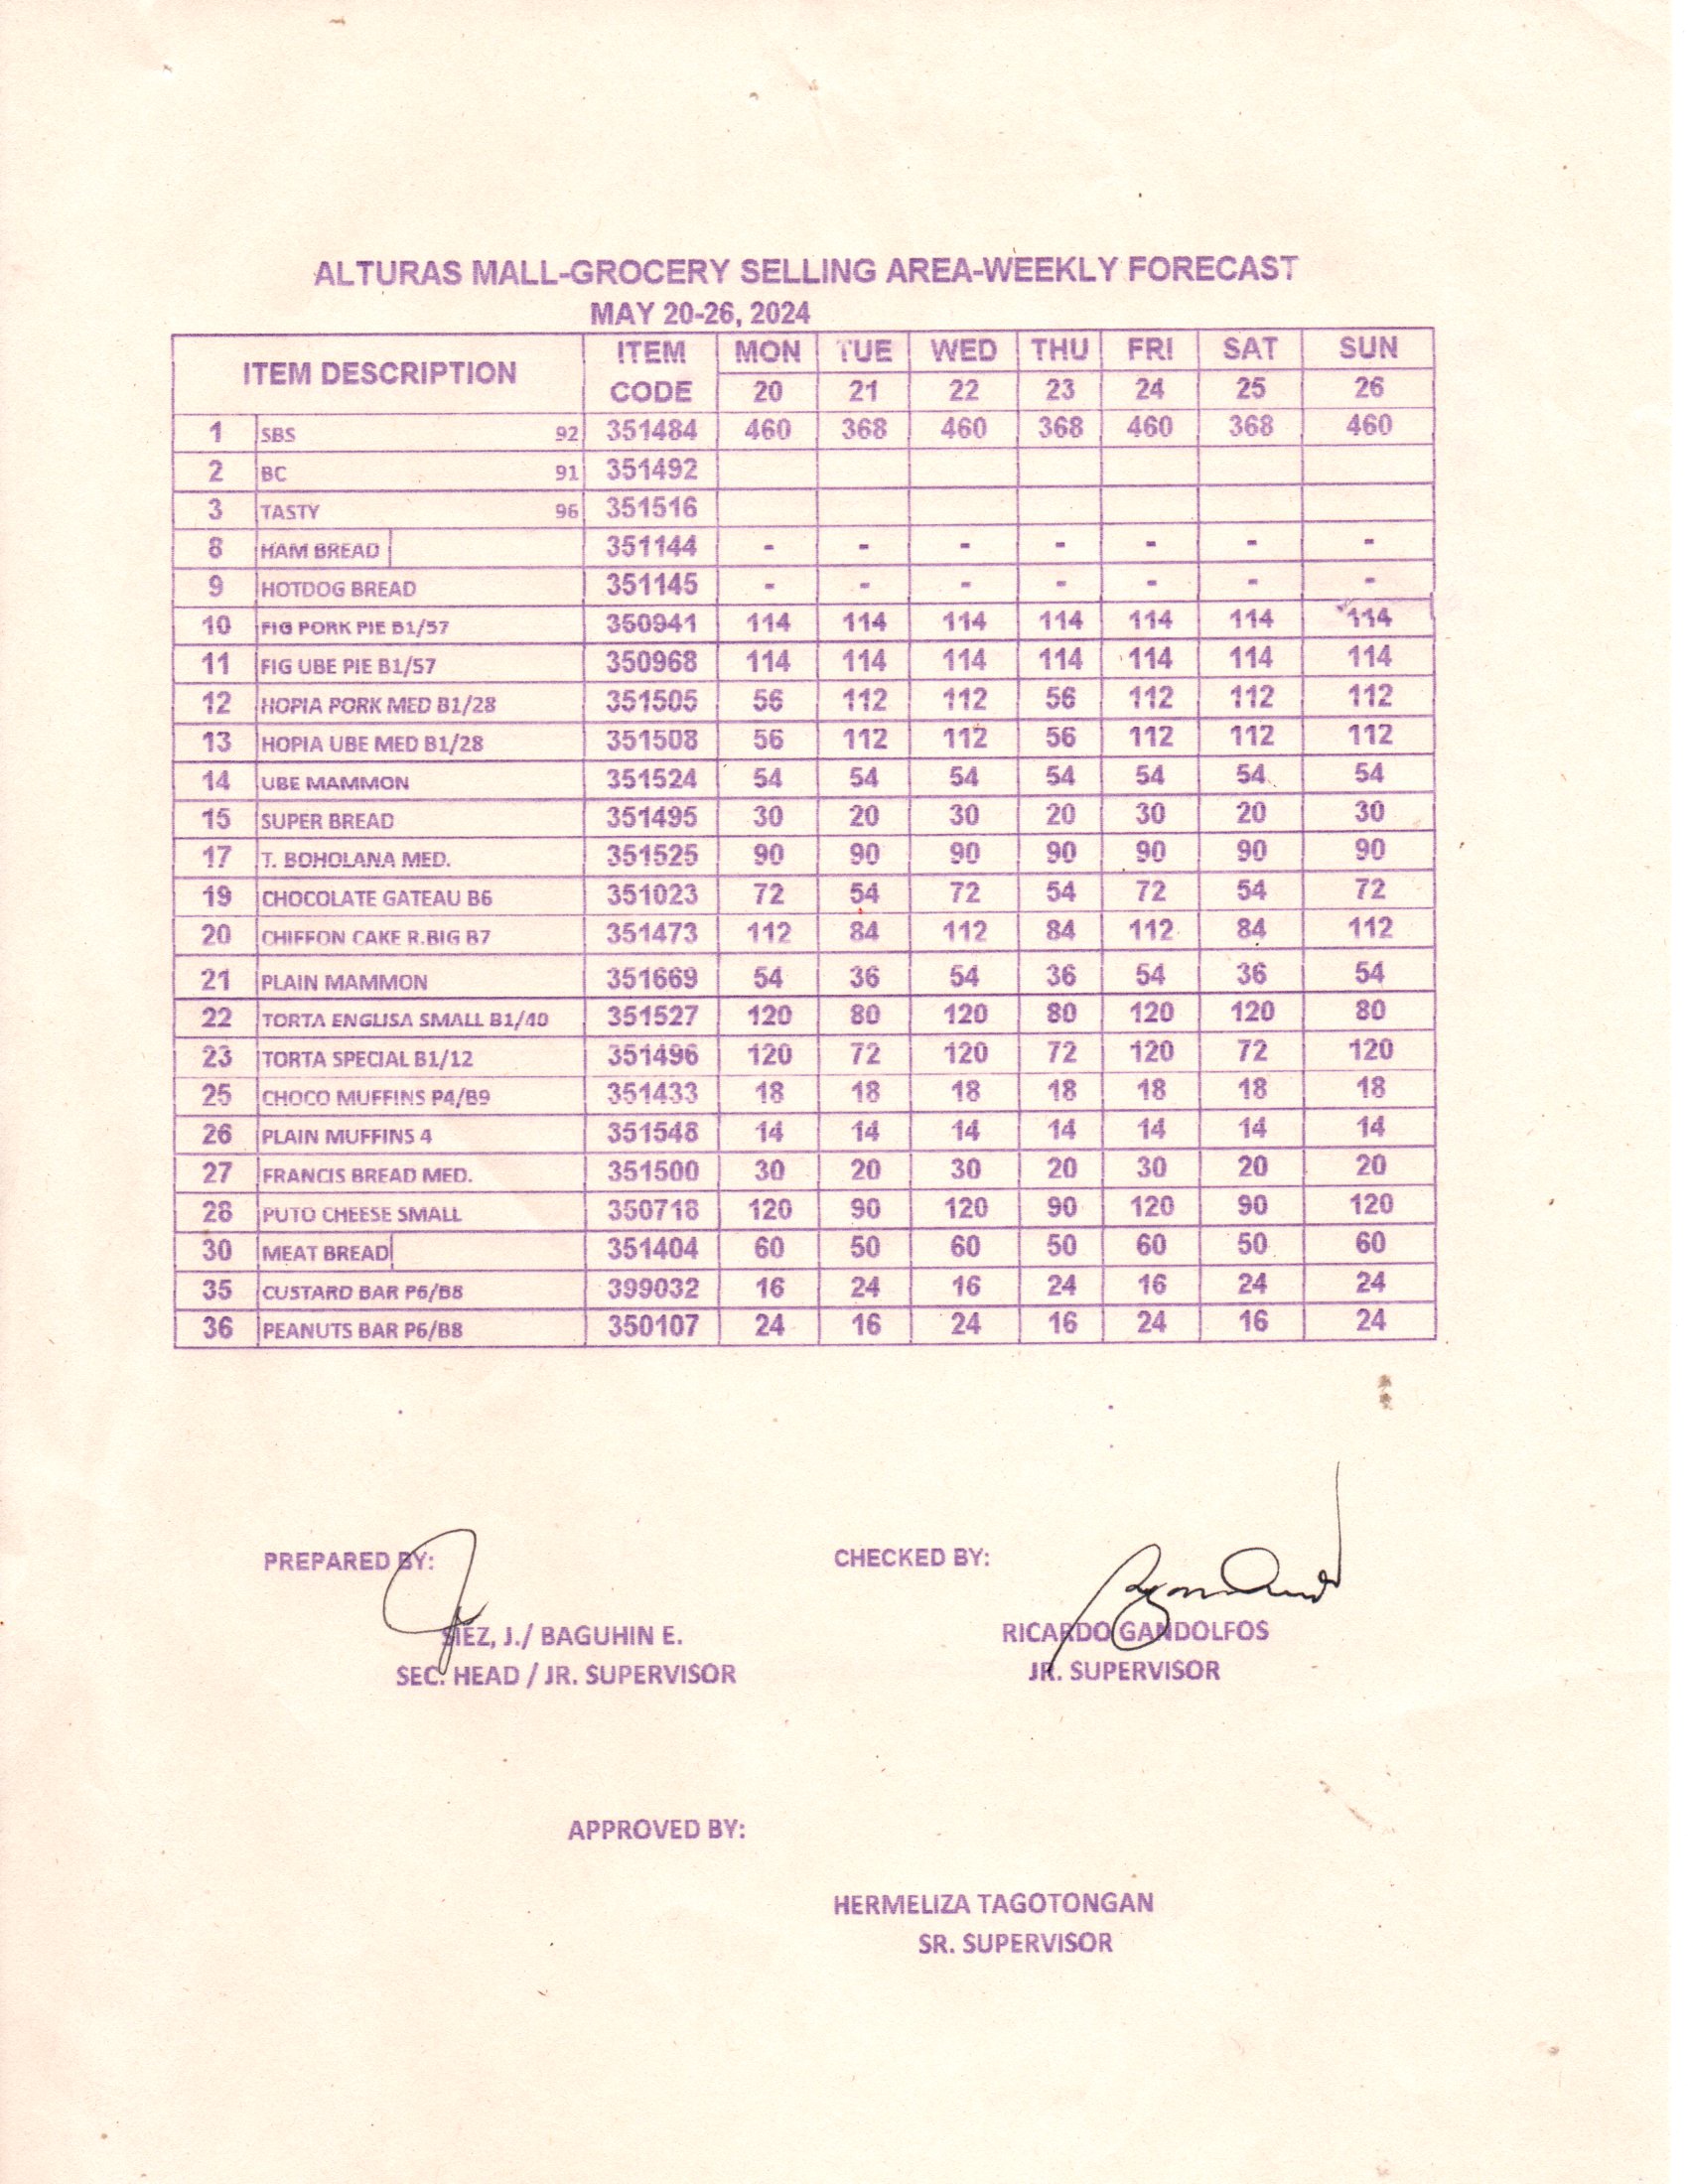 ALTURAS MALL-GROCERY SELLING AREA-WEEKLY FORECAST
MAY 20-26, 2024
ITEM DESCRIPTION ITEM CODE MON TUE WED THU FRI SAT SUN
20 21 22 23 24 25 26
1 SBS 92 351484 460 368 460 368 460 368 460
2 BC 91 351492
3 TASTY 96 351516
8 HAM BREAD 351144 - - - - - - -
9 HOTDOG BREAD 351145 - - - - - - -
10 FIG PORK PIE B1/57 350941 114 114 114 114 114 114 114
11 FIG UBE PIE B1/57 350968 114 114 114 114 114 114 114
12 HOPIA PORK MED B1/28 351505 56 112 112 56 112 112 112
13 HOPIA UBE MED B1/28 351508 56 112 112 56 112 112 112
14 UBE MAMMON 351524 54 54 54 54 54 54 54
15 SUPER BREAD 351495 30 20 30 20 30 20 30
17 T. BOHOLANA MED. 351525 90 90 90 90 90 90 90
19 CHOCOLATE GATEAU B6 351023 72 54 72 54 72 54 72
20 CHIFFON CAKE R.BIG B7 351473 112 84 112 84 112 84 112
21 PLAIN MAMMON 351669 54 36 54 36 54 36 54
22 TORTA ENGLISA SMALL B1/40 351527 120 80 120 80 120 120 80
23 TORTA SPECIAL B1/12 351496 120 72 120 72 120 72 120
25 CHOCO MUFFINS P4/B9 351433 18 18 18 18 18 18 18
26 PLAIN MUFFINS 4 351548 14 14 14 14 14 14 14
27 FRANCIS BREAD MED. 351500 30 20 30 20 30 20 20
28 PUTO CHEESE SMALL 350718 120 90 120 90 120 90 120
30 MEAT BREAD 351404 60 50 60 50 60 50 60
35 CUSTARD BAR P6/B8 399032 16 24 16 24 16 24 24
36 PEANUTS BAR P6/B8 350107 24 16 24 16 24 16 24
PREPARED BY: CHECKED BY:
SIEZ, J./ BAGUHIN E. RICARDO GANDOLFOS
SEC. HEAD / JR. SUPERVISOR JR. SUPERVISOR
APPROVED BY:
HERMELIZA TAGOTONGAN
SR. SUPERVISOR